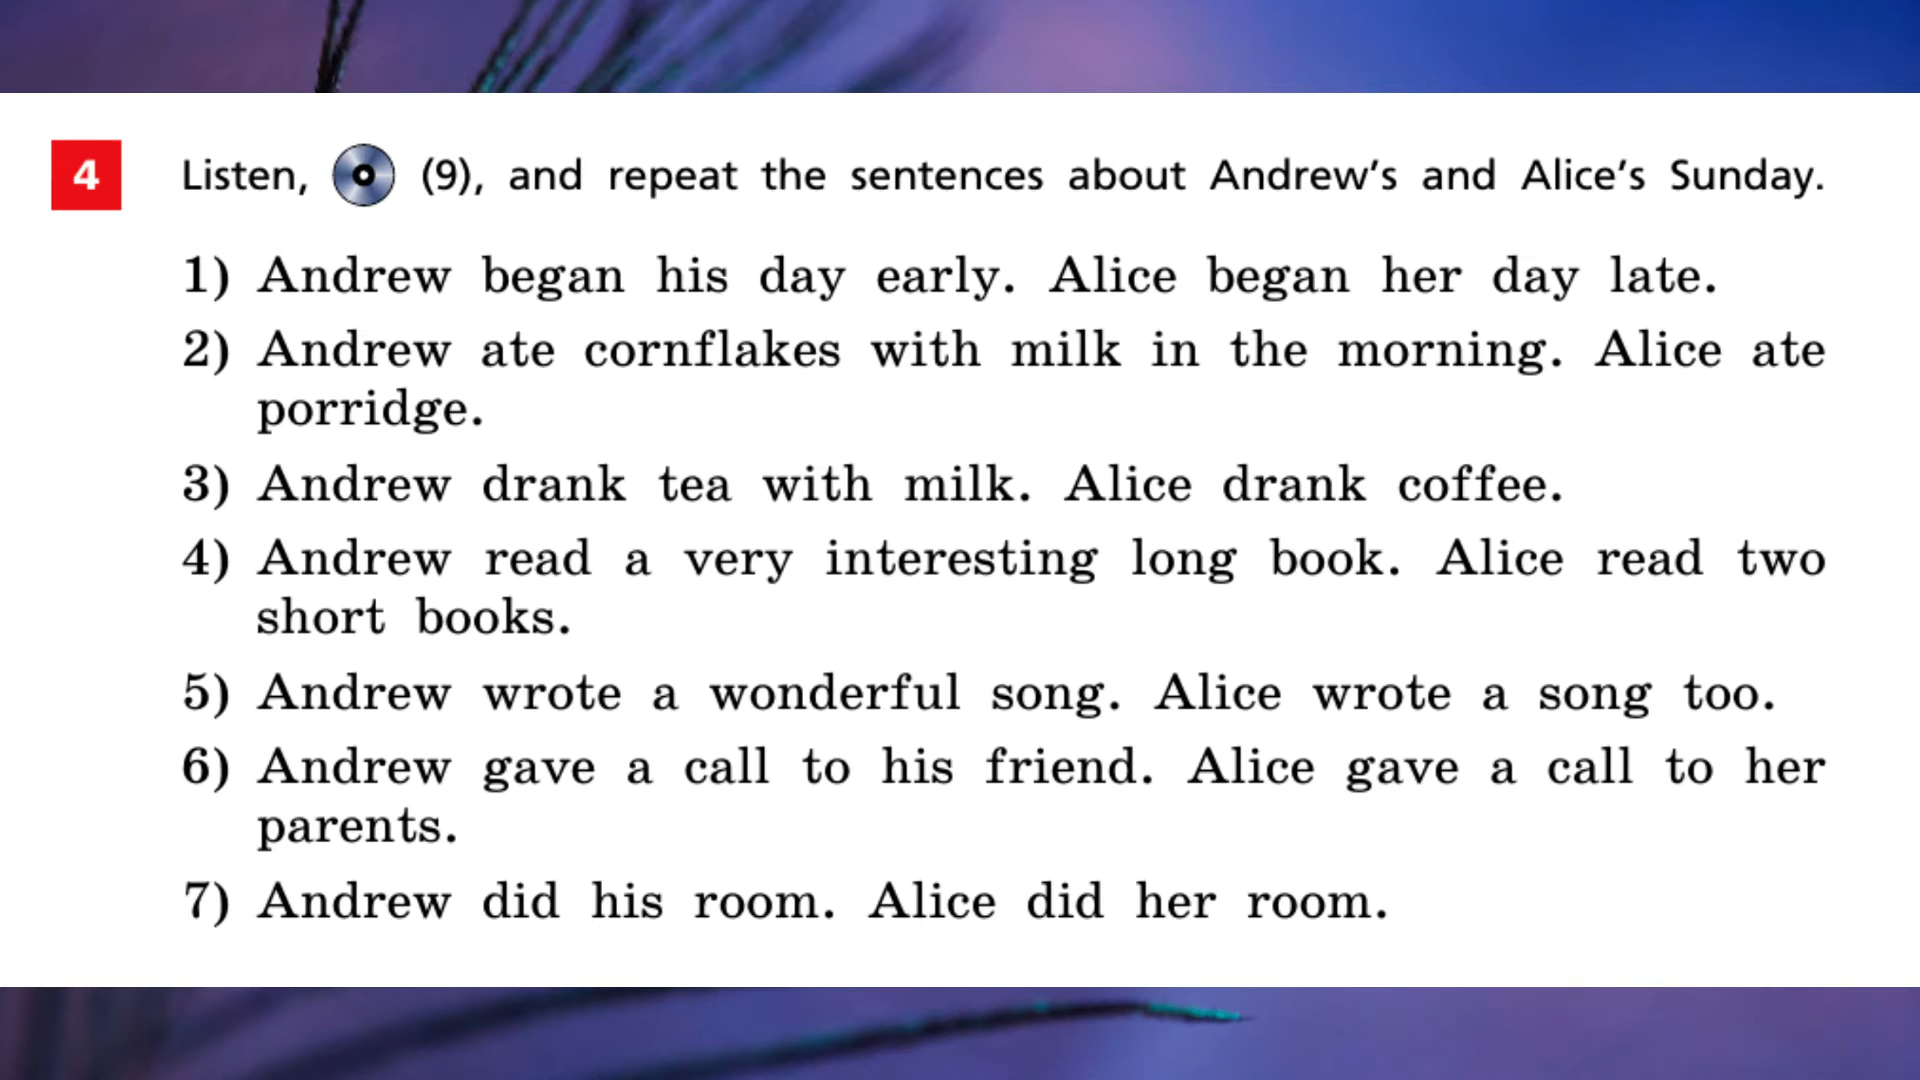 4 Listen, (9), and repeat the sentences about Andrew's and Alice's Sunday.
1) Andrew began his day early. Alice began her day late.
2) Andrew ate cornflakes with milk in the morning. Alice ate
porridge.
3) Andrew drank tea with milk. Alice drank coffee.
4) Andrew read a very interesting long book. Alice read two
short books.
5) Andrew wrote a wonderful song. Alice wrote a song too.
6) Andrew gave a call to his friend. Alice gave a call to her
parents.
7) Andrew did his room. Alice did her room.